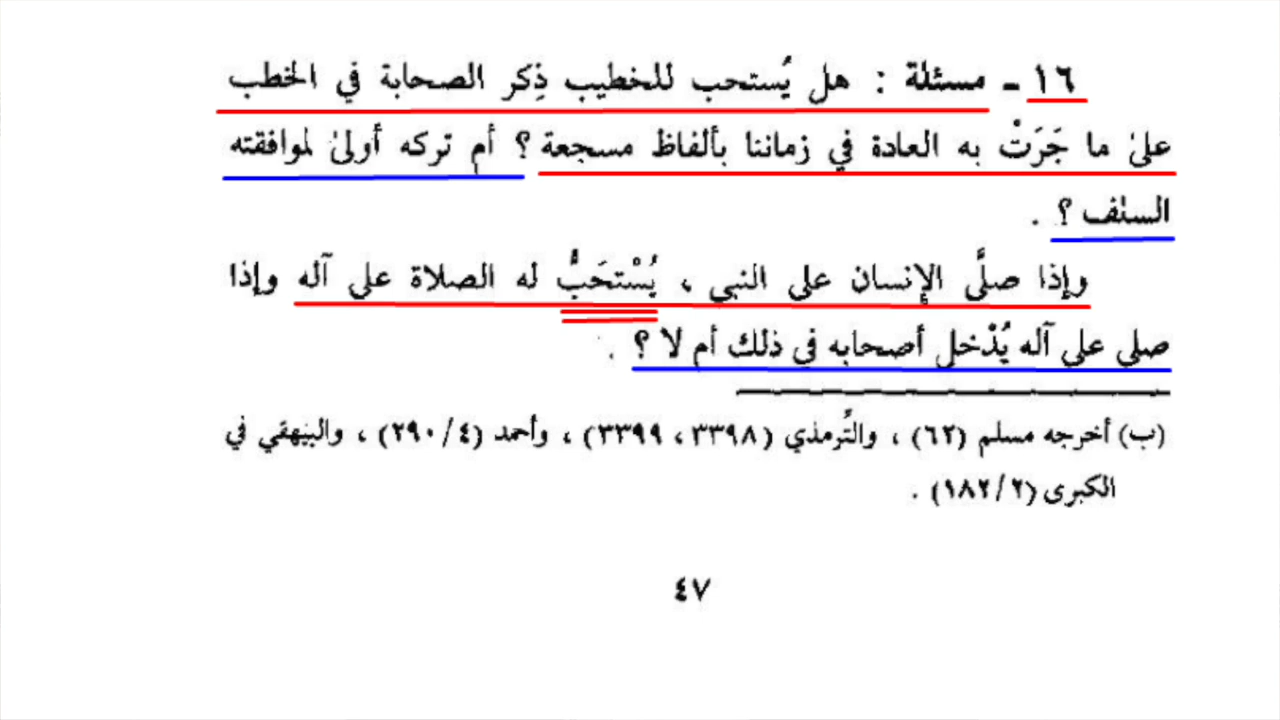 ١٦ - مسئلة : هل يُستحب للخطيب ذِكر الصحابة في الخطب
علىٰ ما جَرَتْ به العادة في زماننا بألفاظ مسجعة ؟ أم تركه أولىٰ لموافقته
السلف ؟ .
وإذا صلَّى الإنسان على النبي ، يُسْتحَبُّ له الصلاة على آله وإذا
صلى على آله يُدْخل أصحابه في ذلك أم لا ؟ .
(ب) أخرجه مسلم (٦٢) ، والتِّرمذي (٣٣٩٨ ، ٣٣٩٩) ، وأحمد (٤/ ٢٩٠) ، والبيهقي في
الكبرى (٢/ ١٨٢) .
٤٧